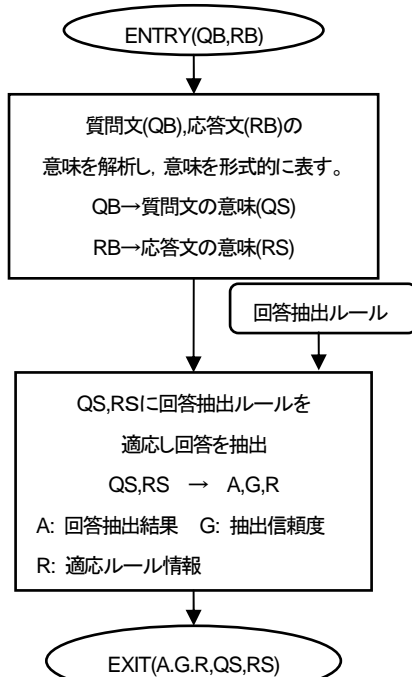 ENTRY(QB,RB)
質問文(QB),応答文(RB)の
意味を解析し, 意味を形式的に表す。
QB→質問文の意味(QS)
RB→応答文の意味(RS)
回答抽出ルール
QS,RSに回答抽出ルールを
適応し回答を抽出
QS,RS → A,G,R
A: 回答抽出結果 G: 抽出信頼度
R: 適応ルール情報
EXIT(A.G.R,QS,RS)